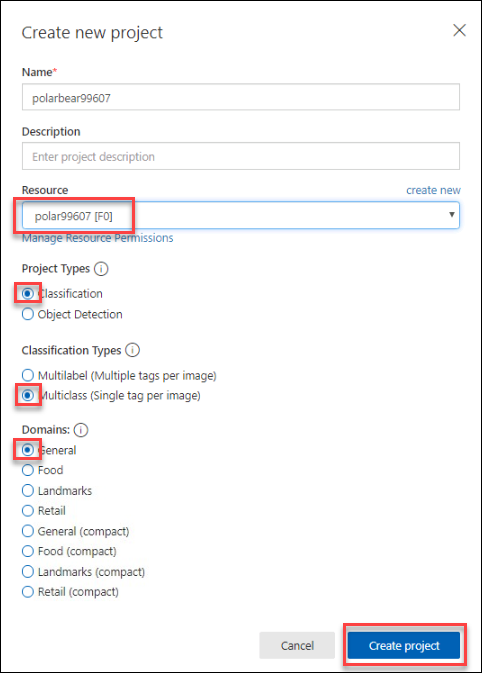 Create new project
Name*
polarbear99607
Description
Enter project description
Resource create new
polar99607 [F0]
Manage Resource Permissions
Project Types i
Classification
Object Detection
Classification Types i
Multilabel (Multiple tags per image)
Multiclass (Single tag per image)
Domains: i
General
Food
Landmarks
Retail
General (compact)
Food (compact)
Landmarks (compact)
Retail (compact)
Cancel Create project